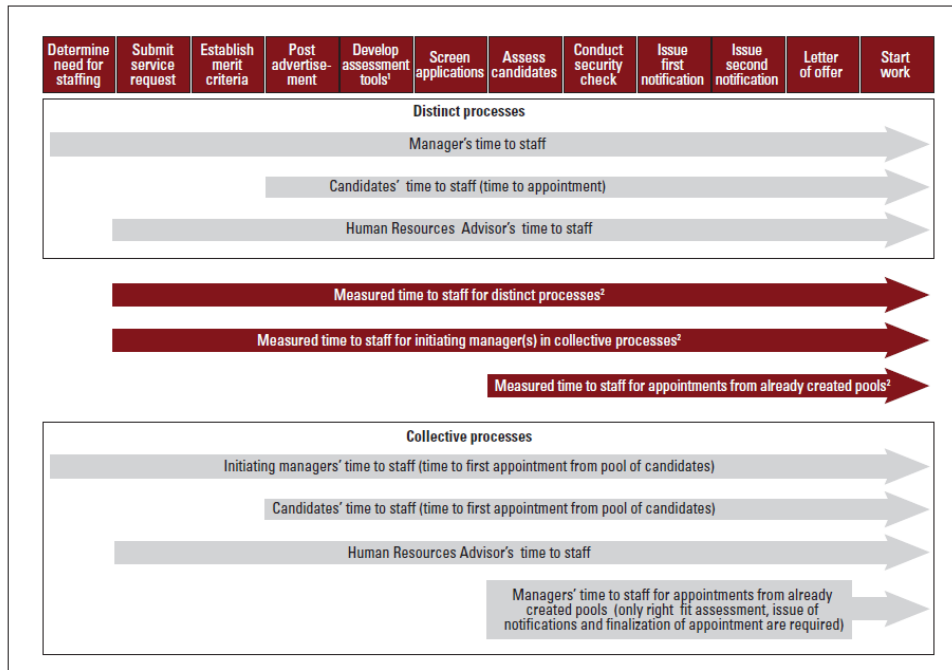 Determine need for staffing
Submit service request
Establish merit criteria
Post advertise-ment
Develop assessment tools¹
Screen applications
Assess candidates
Conduct security check
Issue first notification
Issue second notification
Letter of offer
Start work
Distinct processes
Manager's time to staff
Candidates' time to staff (time to appointment)
Human Resources Advisor's time to staff
Measured time to staff for distinct processes²
Measured time to staff for initiating manager(s) in collective processes²
Measured time to staff for appointments from already created pools²
Collective processes
Initiating managers' time to staff (time to first appointment from pool of candidates)
Candidates' time to staff (time to first appointment from pool of candidates)
Human Resources Advisor's time to staff
Managers' time to staff for appointments from already
created pools (only right fit assessment, issue of
notifications and finalization of appointment are required)